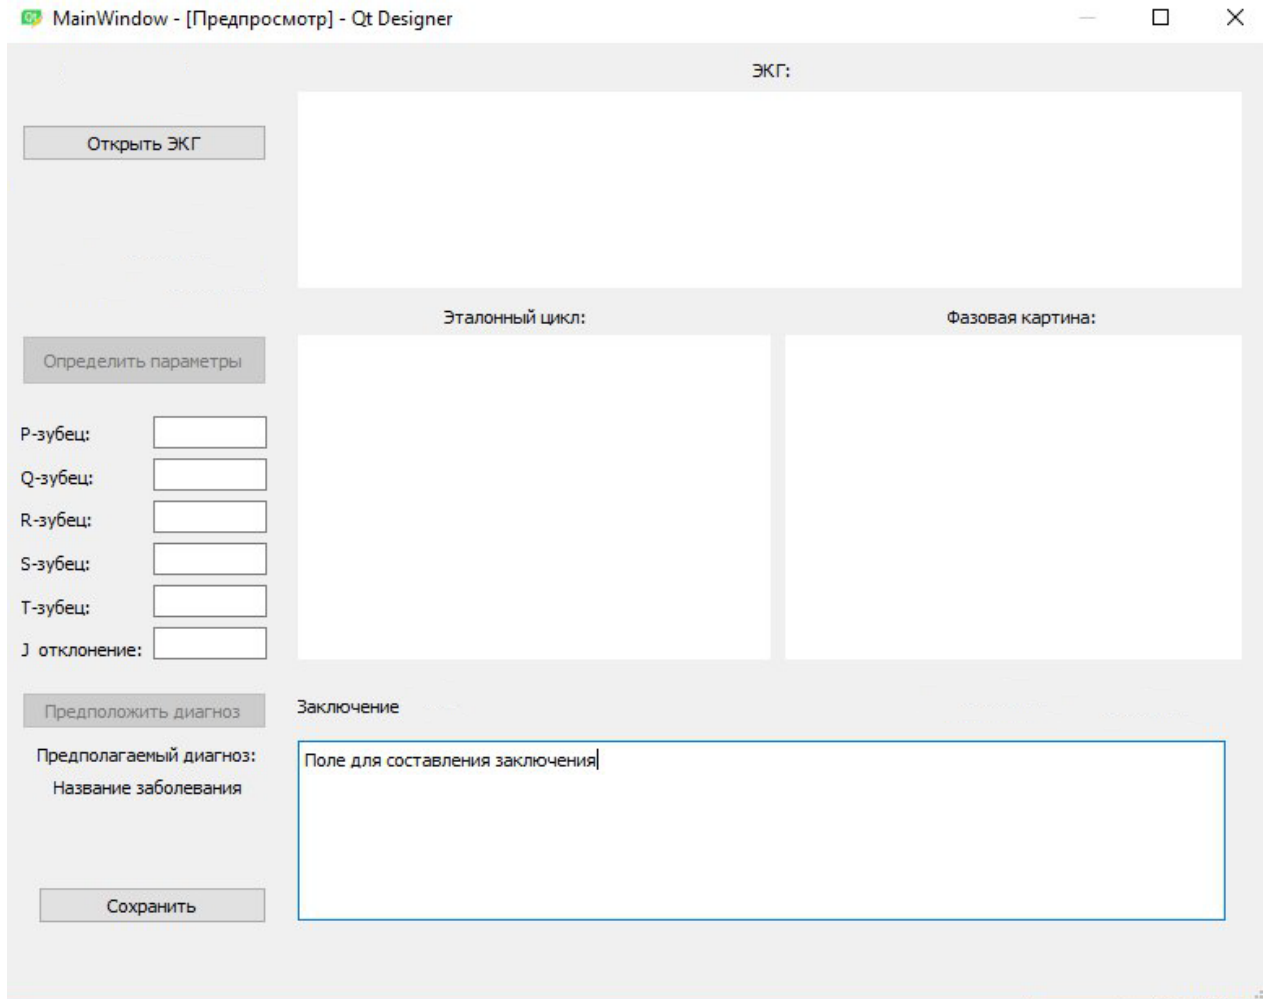 MainWindow - [Предпросмотр] - Qt Designer
ЭКГ:
Открыть ЭКГ
Эталонный цикл:
Фазовая картина:
Определить параметры
P-зубец:
Q-зубец:
R-зубец:
S-зубец:
T-зубец:
J отклонение:
Предположить диагноз
Заключение
Предполагаемый диагноз:
Название заболевания
Поле для составления заключения
Сохранить